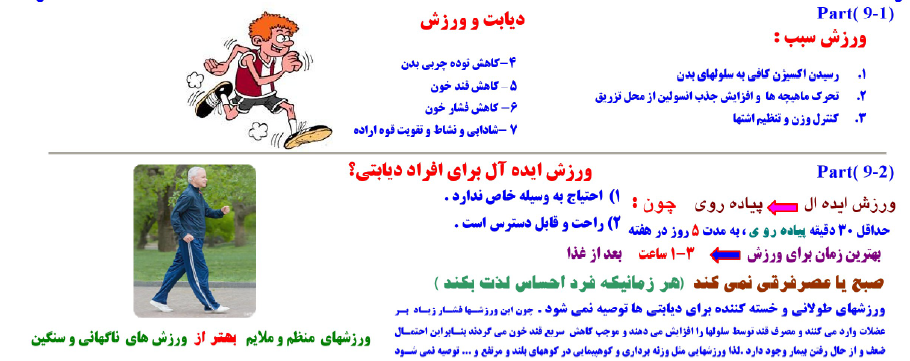 Part( 9-1)
دیابت و ورزش
ورزش سبب :
۱. رسیدن اکسیژن کافی به سلولهای بدن
۲. تحرک ماهیچه ها و افزایش جذب انسولین از محل تزریق
۳. کنترل وزن و تنظیم اشتها
۴–کاهش توده چربی بدن
۵ – کاهش قند خون
۶– کاهش فشار خون
۷ –شادابی و نشاط و تقویت قوه اراده
Part( 9-2)
ورزش ایده آل برای افراد دیابتی؟
ورزش ایده ال پیاده روی چون :
۱) احتیاج به وسیله خاص ندارد .
۲) راحت و قابل دسترس است .
حداقل ۳۰ دقیقه پیاده رو ی ، به مدت ۵ روز در هفته
بهترین زمان برای ورزش ۳–۱ ساعت بعد از غذا
صبح یا عصرفرقی نمی کند (هر زمانیکه فرد احساس لذت بکند )
ورزشهای طولانی و خسته کننده برای دیابتی ها توصیه نمی شود . چون این ورزشها فشار زیاد بر
عضلات وارد می کنند و مصرف قند توسط سلولها را افزایش می دهند و موجب کاهش سریع قند خون می گردند بنابراین احتمال
ضعف و از حال رفتن بیمار وجود دارد .لذا ورزشهایی مثل وزنه برداری و کوهپیمایی در کوههای بلند و مرتفع و ... توصیه نمی شود
ورزشهای منظم و ملایم بهتر از ورزش های ناگهانی و سنگین